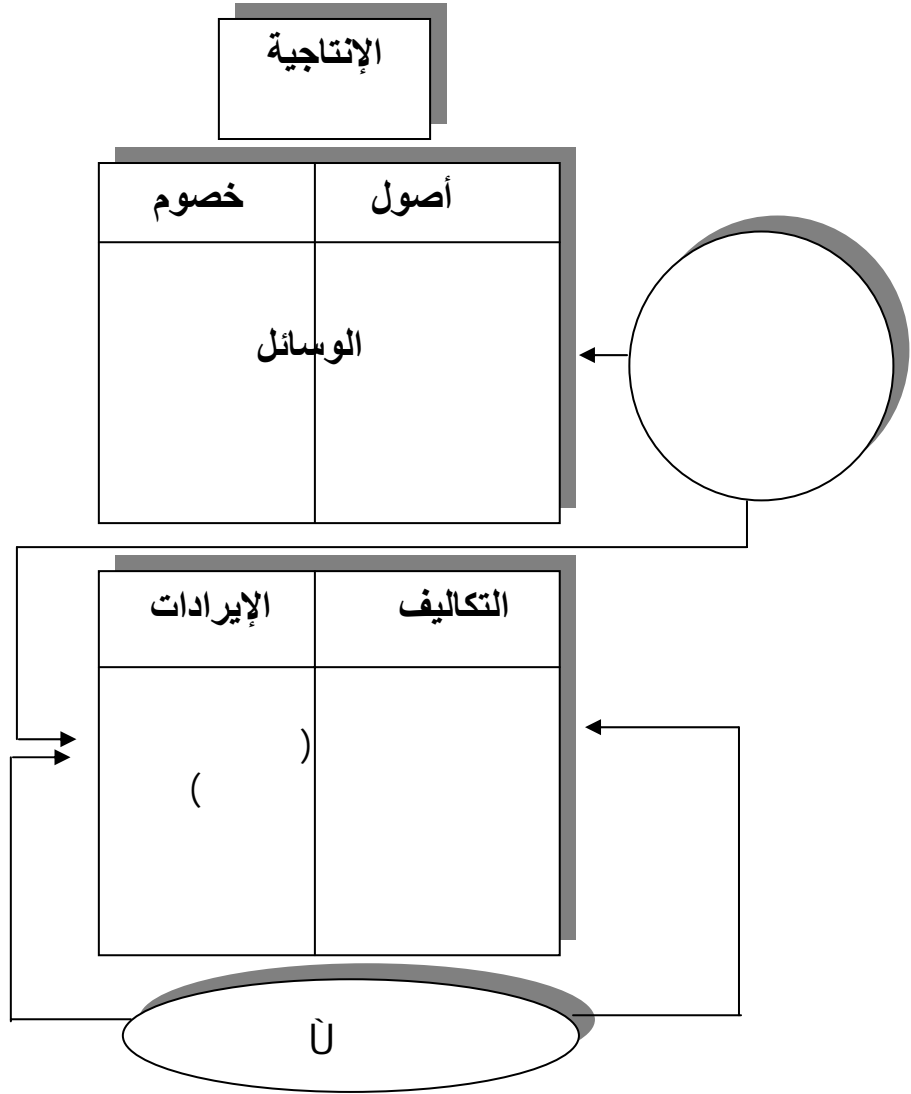 الإنتاجية
أصول
خصوم
الوسائل
التكاليف
الإيرادات
(
)
Ù